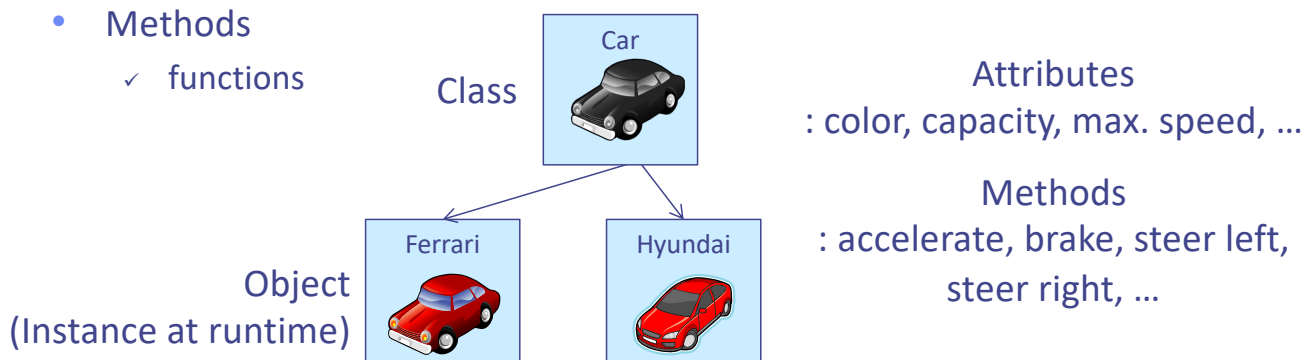 • Methods
✓ functions
Class
Car
Attributes
: color, capacity, max. speed, ...
Methods
: accelerate, brake, steer left,
steer right, ...
Ferrari
Hyundai
Object
(Instance at runtime)